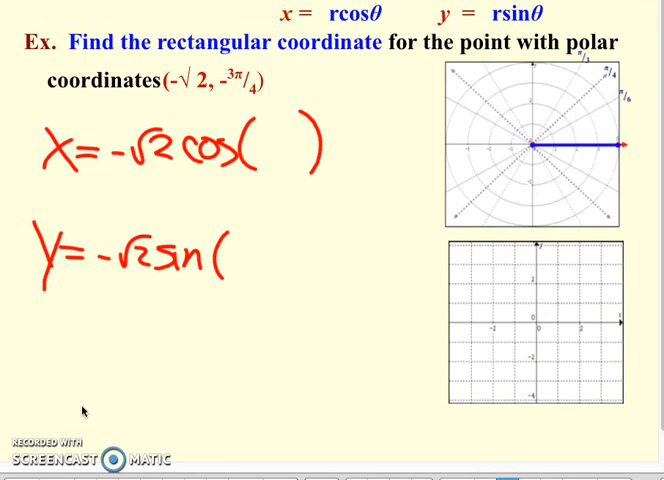 x = rcosθ y = rsinθ
Ex. Find the rectangular coordinate for the point with polar
coordinates(-√ 2, -³π/₄)
π/3
π/4
π/6
x = -√2 cos( )
y = -√2 sin (
y
2
0
x
-2 0 2
-2
-4
RECORDED WITH
SCREENCAST MATIC